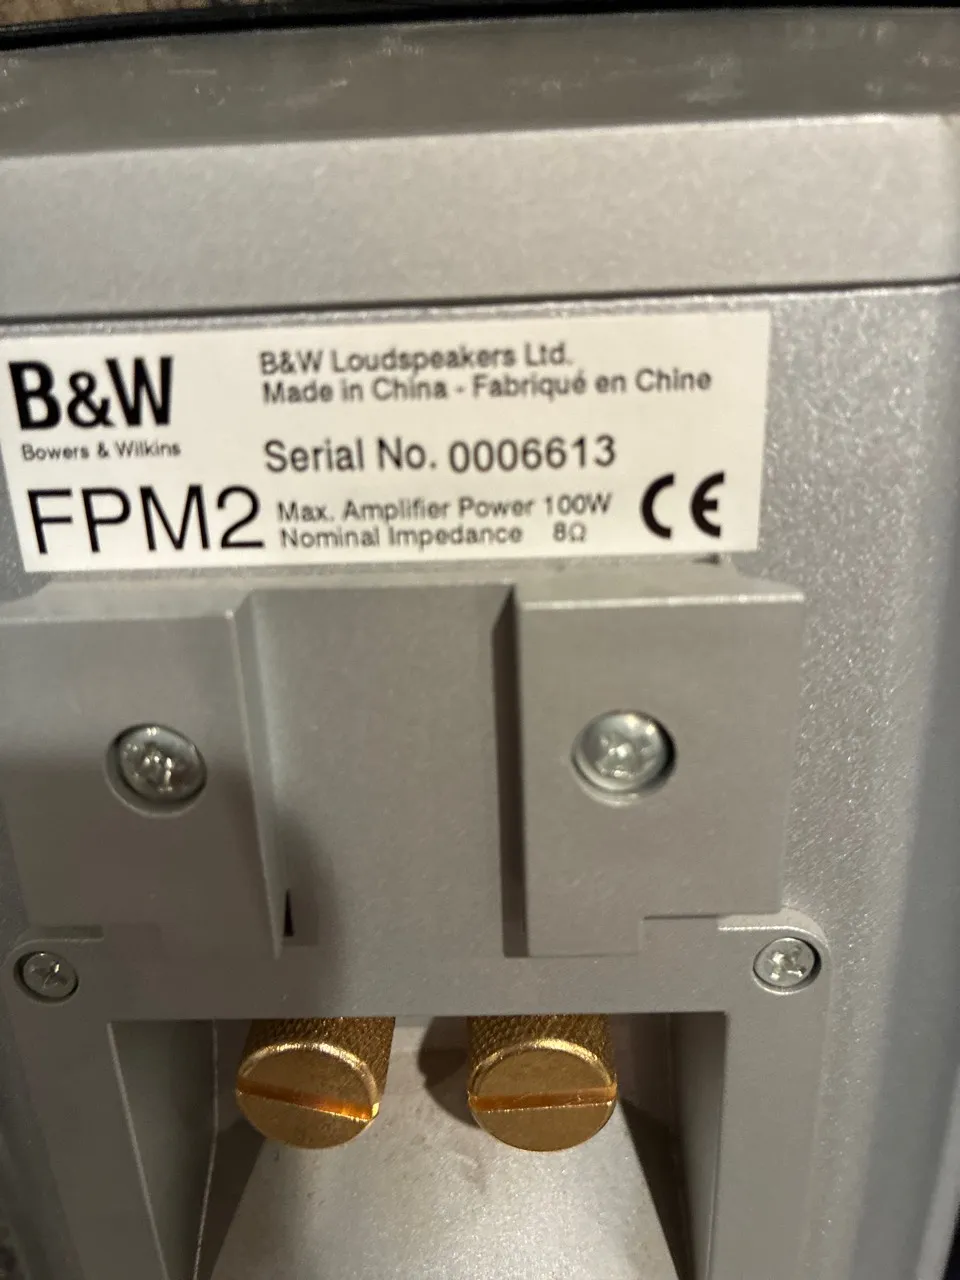 B&W
Bowers & Wilkins
FPM2
B&W Loudspeakers Ltd.
Made in China - Fabriqué en Chine
Serial No. 0006613
Max. Amplifier Power 100W
Nominal Impedance 8Ω
CE